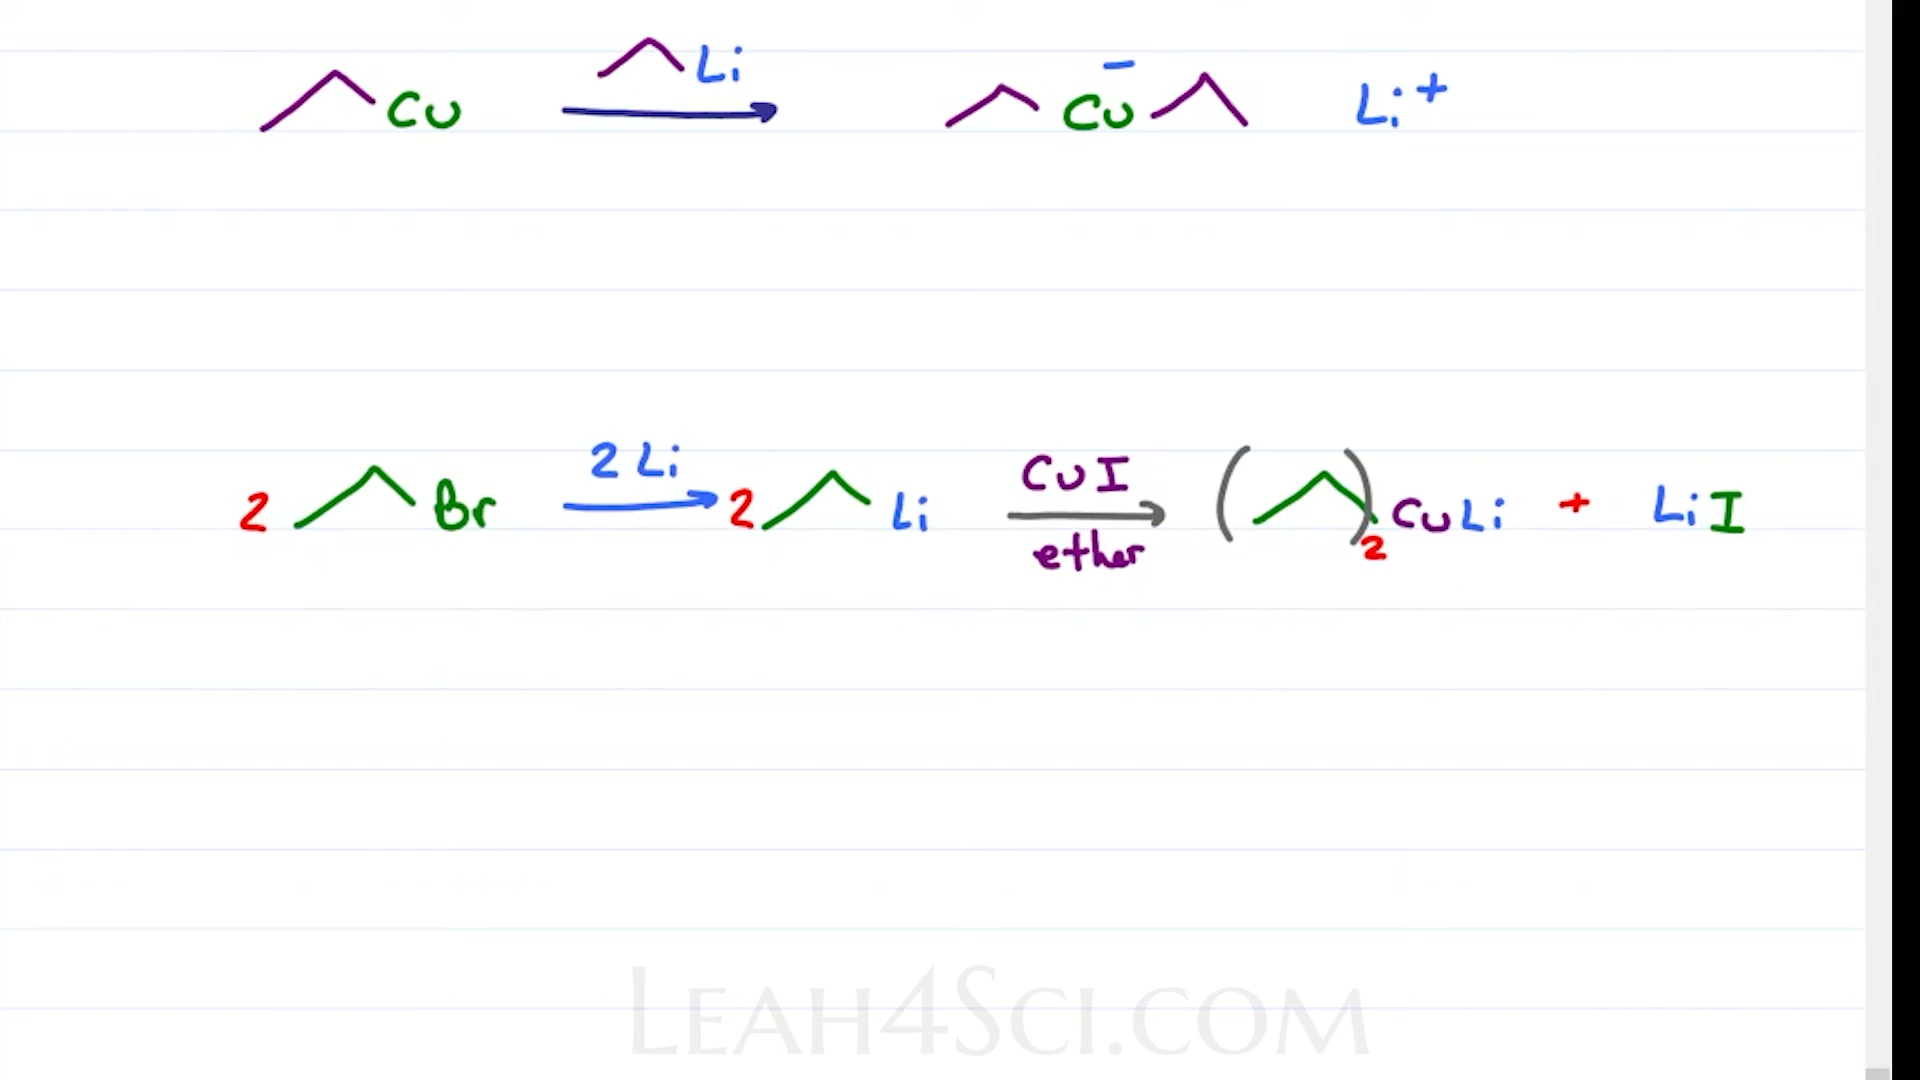 Li
Cu Cu⁻ Li⁺
2 Br 2 Li 2 Li CuI ether ( )₂ CuLi + LiI
LEAH4SCI.COM